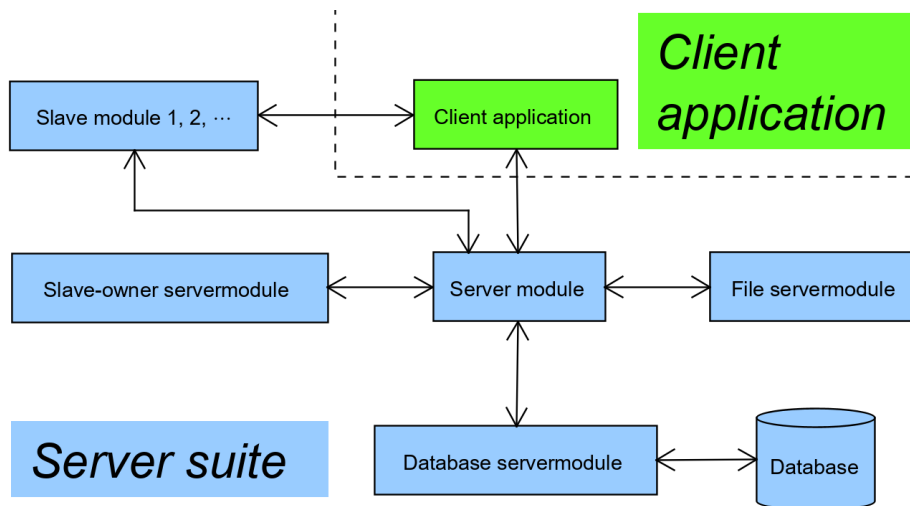 Client
application
Slave module 1, 2, ⋯
Client application
Slave-owner servermodule
Server module
File servermodule
Server suite
Database servermodule
Database